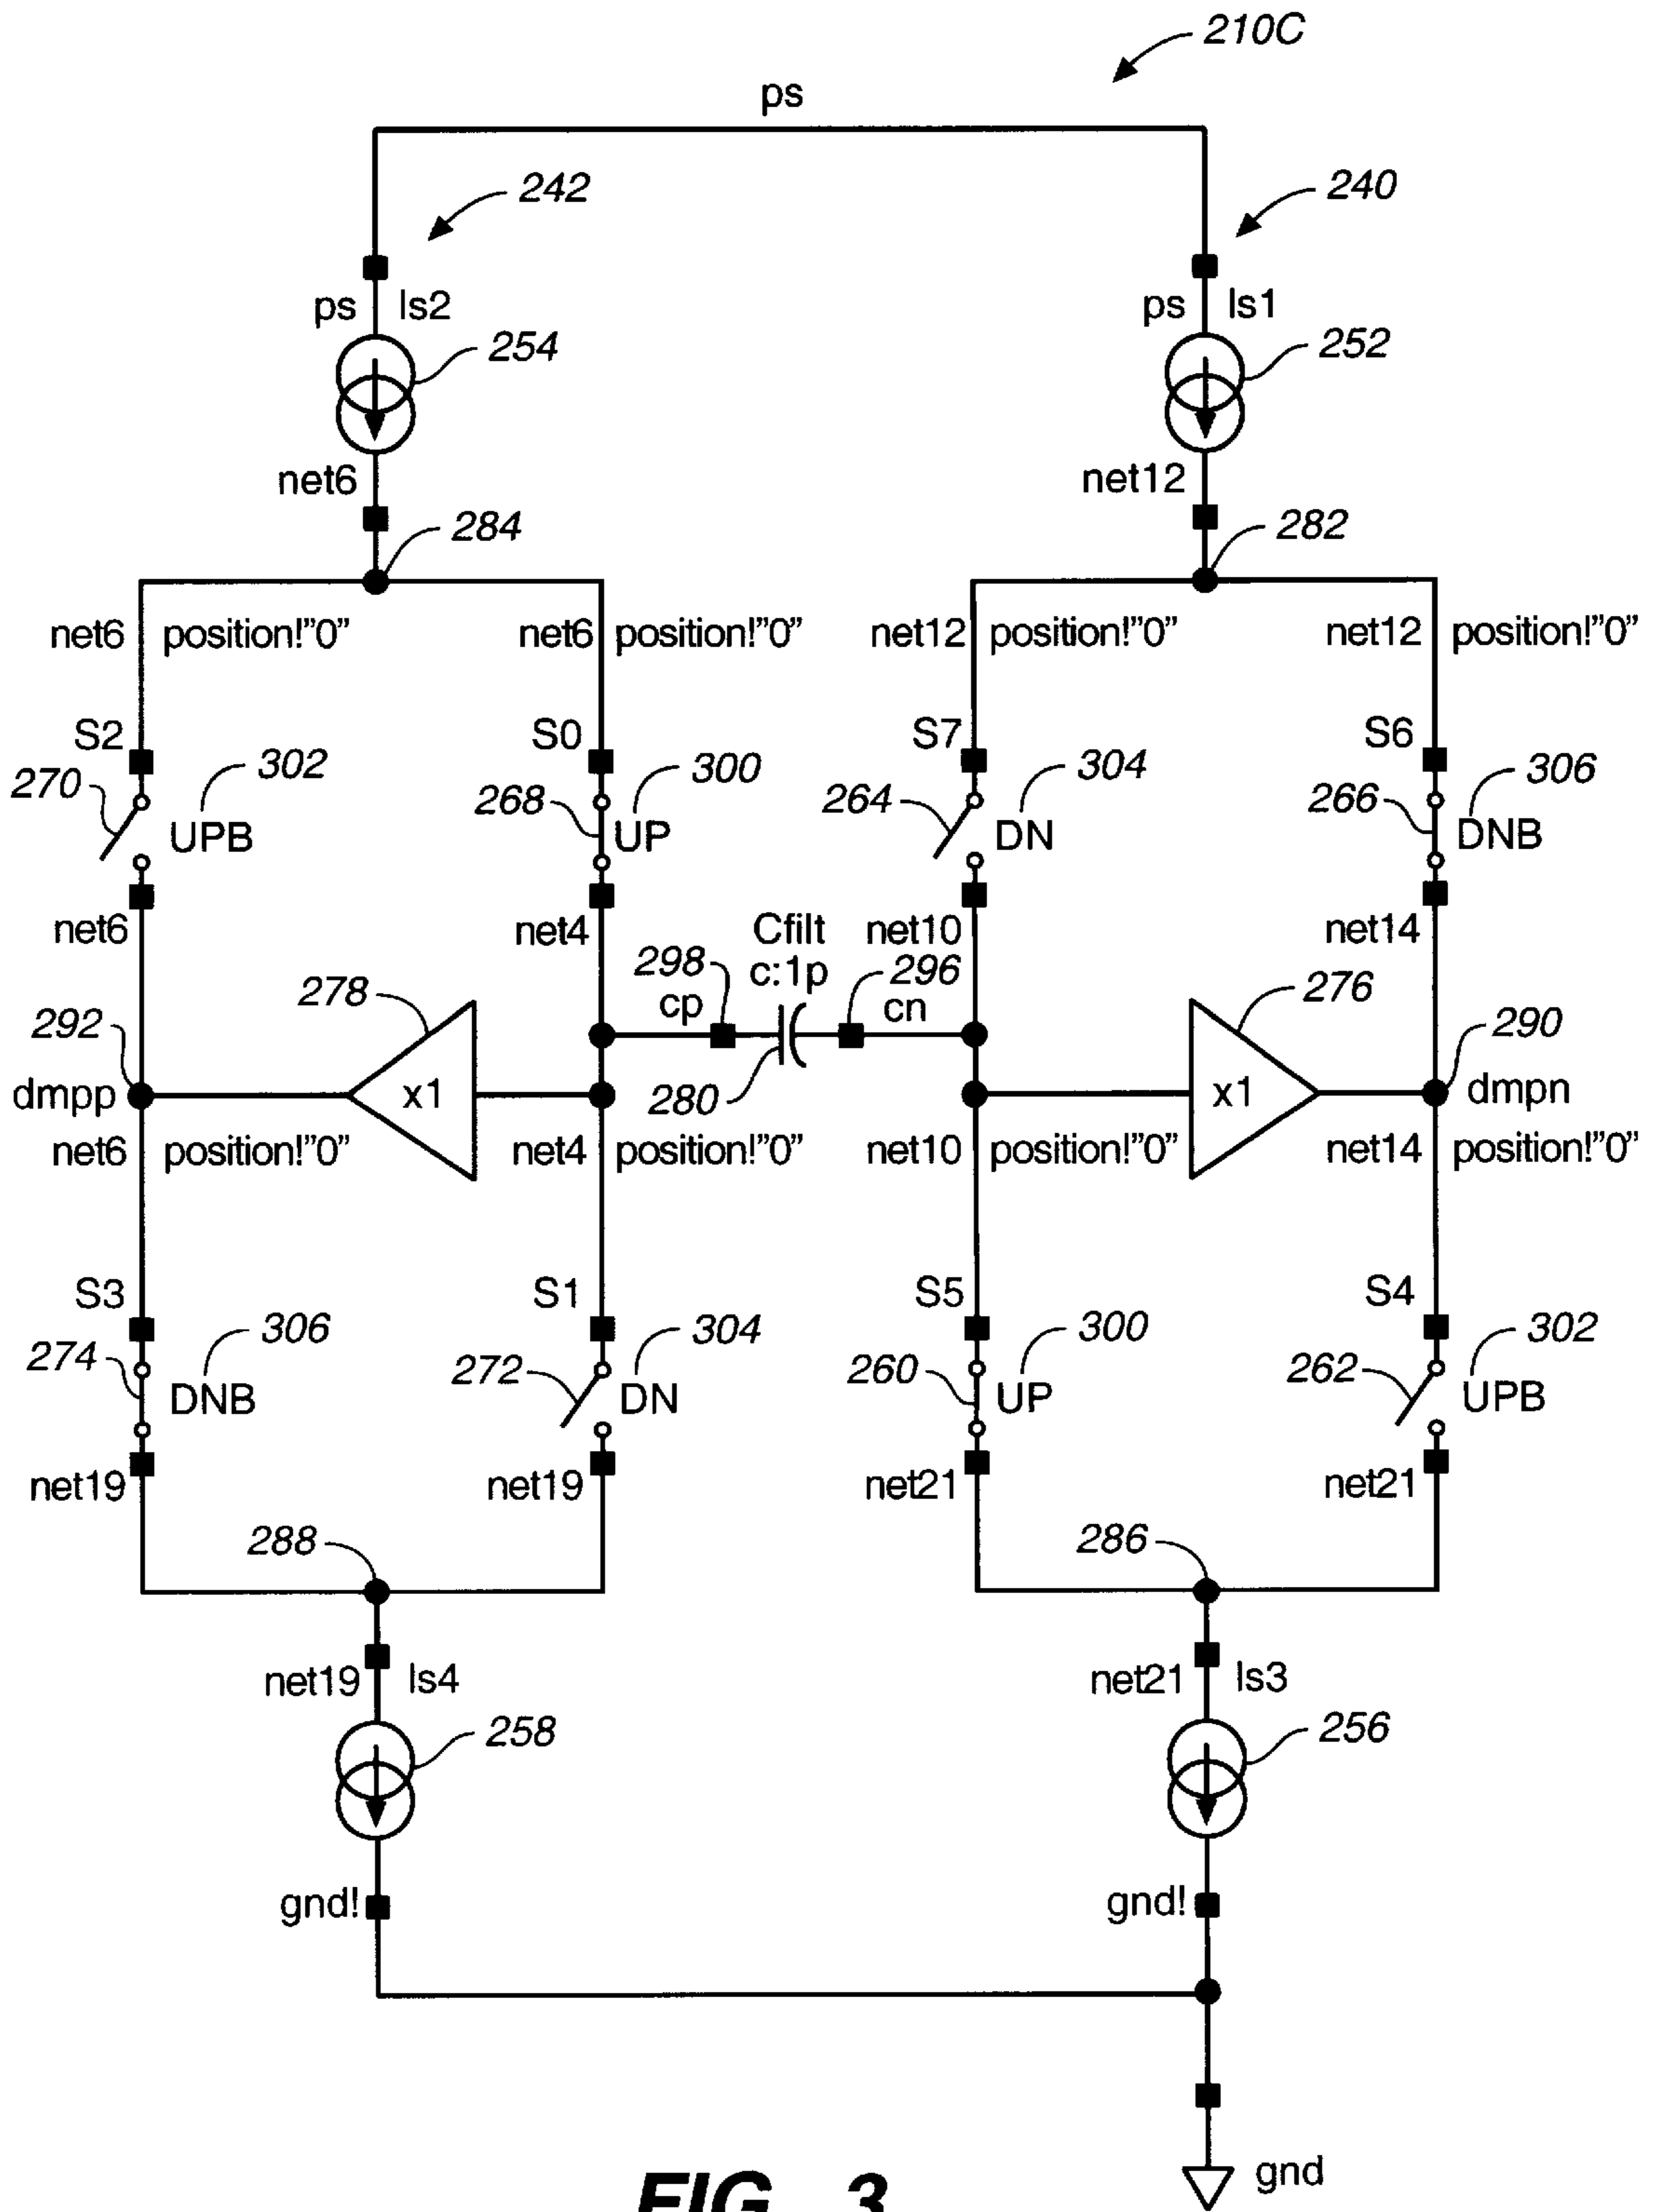 210C
ps
242
240
ps Is2
ps Is1
254
252
net6
net12
284
282
net6 position!"0" net6 position!"0" net12 position!"0" net12 position!"0"
S2 S0 S7 S6
302 300 304 306
270 268 264 266
UPB UP DN DNB
net6 net4 Cfilt net10 net14
298 c:1p 296
278 cp cn 276
292 290
dmpp x1 280 x1 dmpn
net6 position!"0" net4 position!"0" net10 position!"0" net14 position!"0"
S3 S1 S5 S4
306 304 300 302
274 272 260 262
DNB DN UP UPB
net19 net19 net21 net21
288 286
net19 Is4 net21 Is3
258 256
gnd! gnd!
gnd
FIG. 3